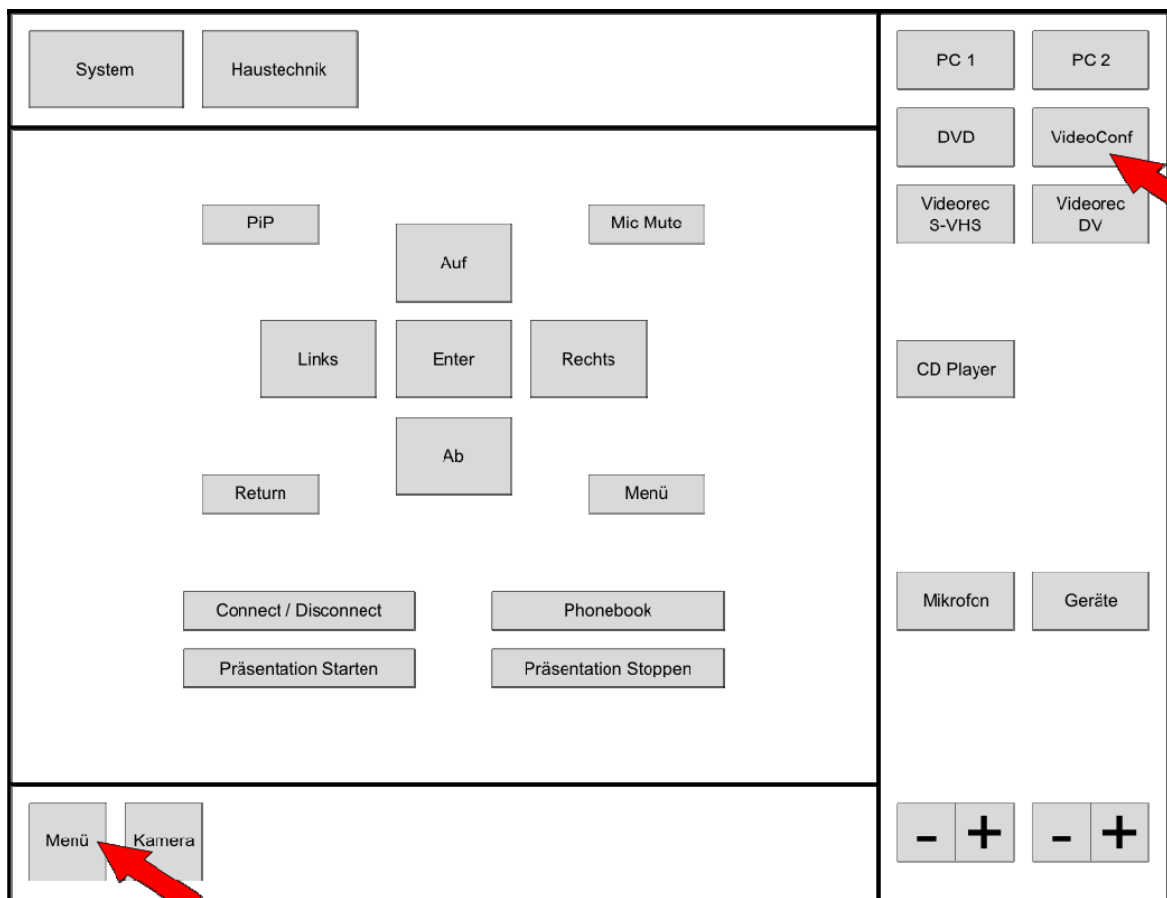 System
Haustechnik
PC 1
PC 2
DVD
VideoConf
Videorec
S-VHS
Videorec
DV
PiP
Mic Mute
Auf
Links
Enter
Rechts
CD Player
Ab
Return
Menü
Connect / Disconnect
Phonebook
Mikrofon
Geräte
Präsentation Starten
Präsentation Stoppen
Menü
Kamera
- +
- +